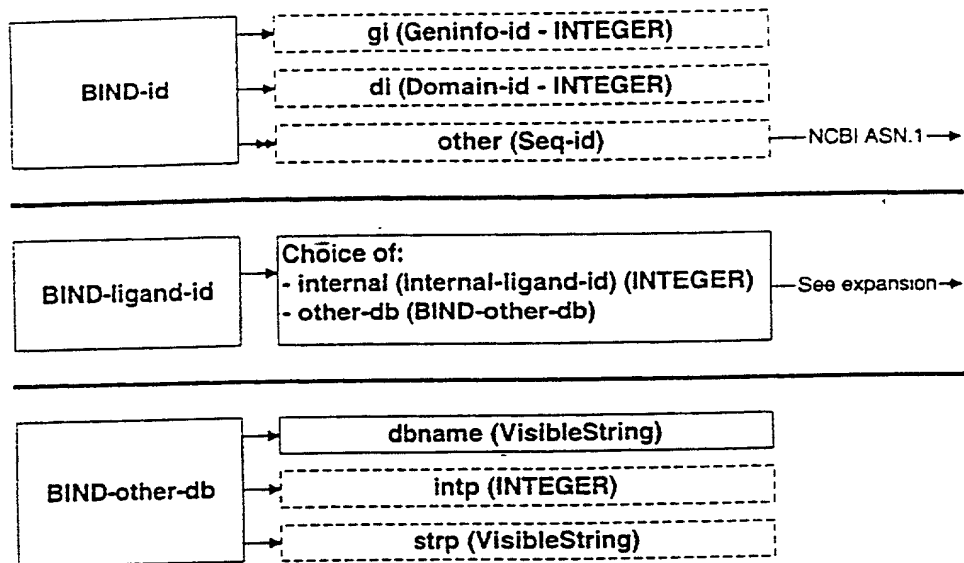 gi (Geninfo-id - INTEGER)
BIND-id
di (Domain-id - INTEGER)
other (Seq-id)
NCBI ASN.1
Choice of:
- internal (internal-ligand-id) (INTEGER)
- other-db (BIND-other-db)
BIND-ligand-id
See expansion
dbname (VisibleString)
BIND-other-db
intp (INTEGER)
strp (VisibleString)